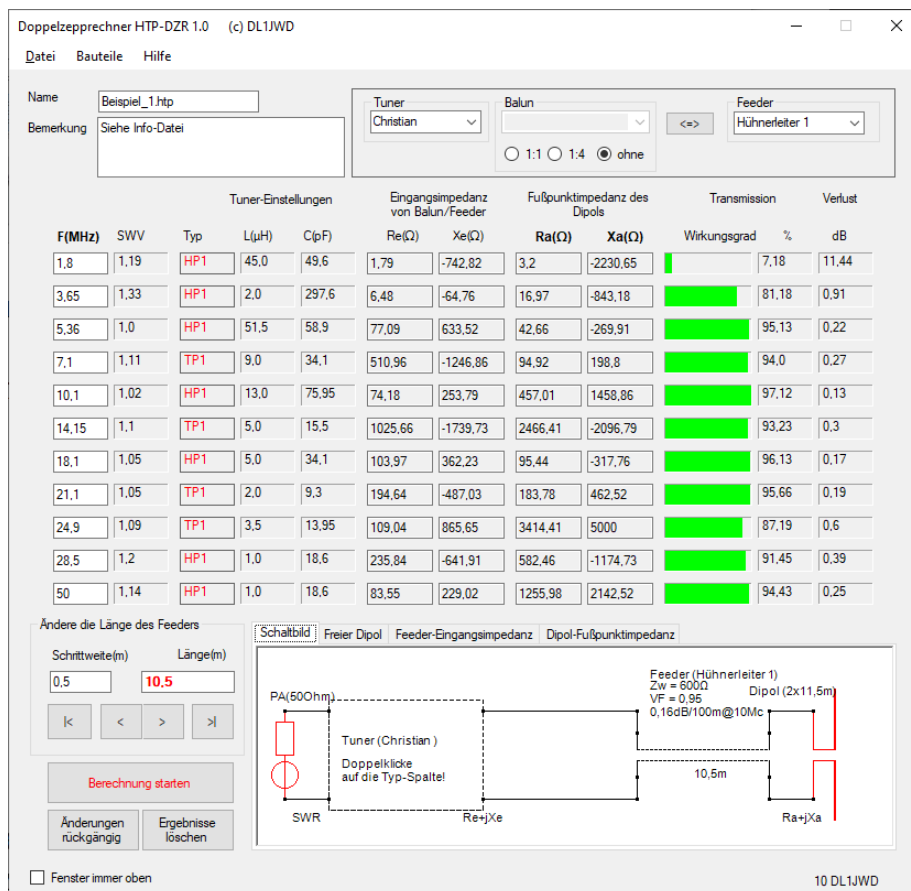 Doppelzepprechner HTP-DZR 1.0 (c) DL1JWD
Datei Bauteile Hilfe
Name Beispiel_1.htp
Bemerkung Siehe Info-Datei
Tuner Balun Feeder
Christian <=> Hühnerleiter 1
1:1 1:4 ohne
Tuner-Einstellungen Eingangsimpedanz von Balun/Feeder Fußpunktimpedanz des Dipols Transmission Verlust
F(MHz) SWV Typ L(µH) C(pF) Re(Ω) Xe(Ω) Ra(Ω) Xa(Ω) Wirkungsgrad % dB
1,8 1,19 HP1 45,0 49,6 1,79 -742,82 3,2 -2230,65 7,18 11,44
3,65 1,33 HP1 2,0 297,6 6,48 -64,76 16,97 -843,18 81,18 0,91
5,36 1,0 HP1 51,5 58,9 77,09 633,52 42,66 -269,91 95,13 0,22
7,1 1,11 TP1 9,0 34,1 510,96 -1246,86 94,92 198,8 94,0 0,27
10,1 1,02 HP1 13,0 75,95 74,18 253,79 457,01 1458,86 97,12 0,13
14,15 1,1 TP1 5,0 15,5 1025,66 -1739,73 2466,41 -2096,79 93,23 0,3
18,1 1,05 HP1 5,0 34,1 103,97 362,23 95,44 -317,76 96,13 0,17
21,1 1,05 TP1 2,0 9,3 194,64 -487,03 183,78 462,52 95,66 0,19
24,9 1,09 TP1 3,5 13,95 109,04 865,65 3414,41 5000 87,19 0,6
28,5 1,2 HP1 1,0 18,6 235,84 -641,91 582,46 -1174,73 91,45 0,39
50 1,14 HP1 1,0 18,6 83,55 229,02 1255,98 2142,52 94,43 0,25
Ändere die Länge des Feeders
Schrittweite(m) Länge(m)
0,5 10,5
|< < > >|
Berechnung starten
Änderungen rückgängig
Ergebnisse löschen
Schaltbild Freier Dipol Feeder-Eingangsimpedanz Dipol-Fußpunktimpedanz
PA(50Ohm)
Tuner (Christian )
Doppelklicke
auf die Typ-Spalte!
Feeder (Hühnerleiter 1)
Zw = 600Ω
VF = 0,95
0,16dB/100m@10Mc
Dipol (2x11,5m)
10,5m
SWR Re+jXe Ra+jXa
Fenster immer oben
10 DL1JWD